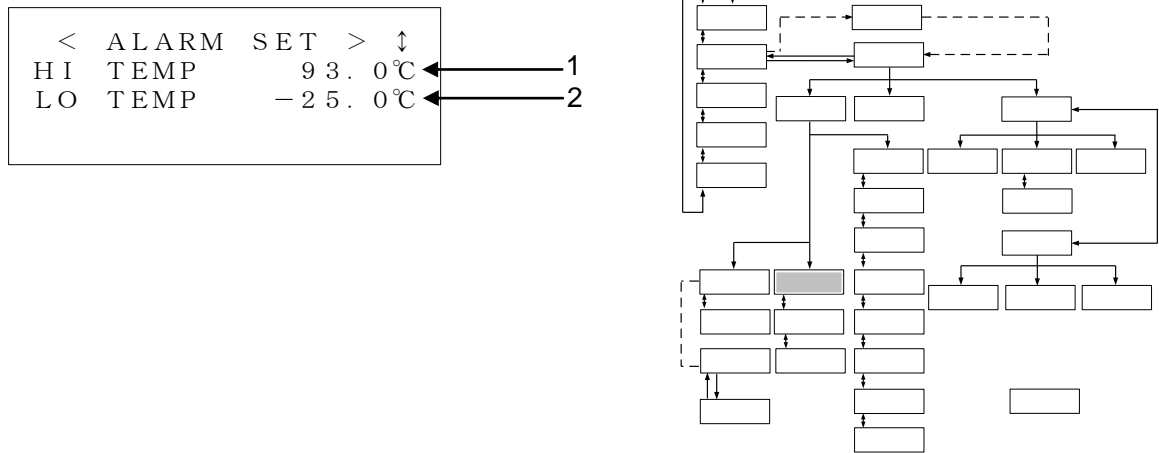 < ALARM SET > ↕
HI TEMP 93.0℃ 1
LO TEMP −25.0℃ 2